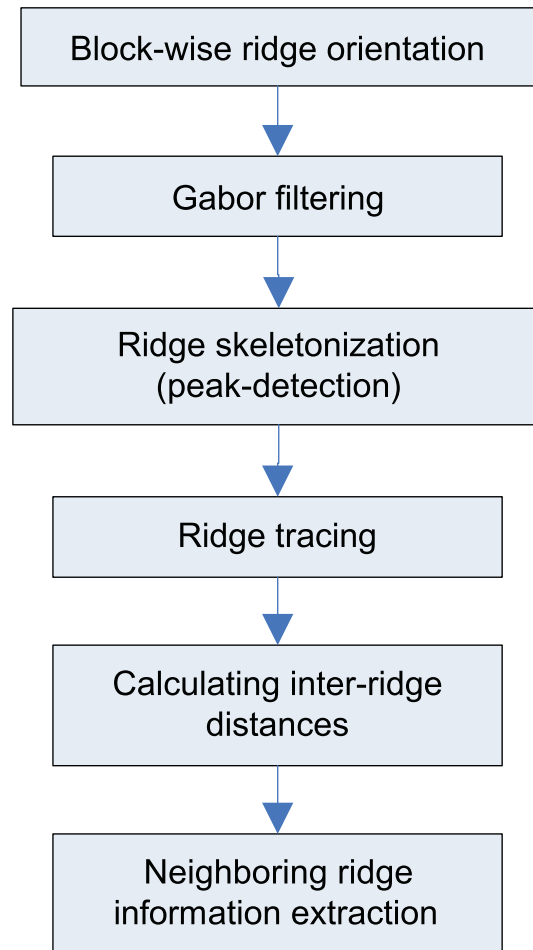 Block-wise ridge orientation
Gabor filtering
Ridge skeletonization
(peak-detection)
Ridge tracing
Calculating inter-ridge
distances
Neighboring ridge
information extraction